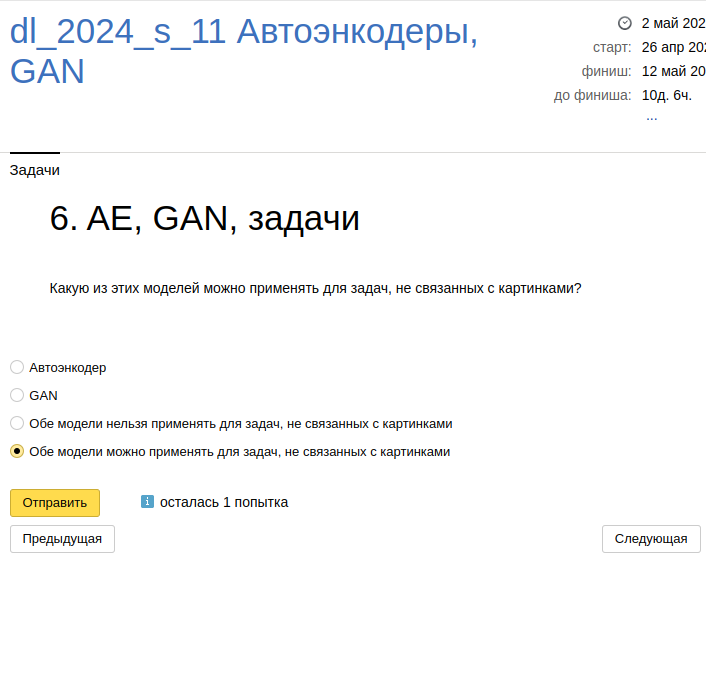 dl_2024_s_11 Автоэнкодеры,
GAN
2 май 202
старт: 26 апр 202
финиш: 12 май 20
до финиша: 10д. 6ч.
...
Задачи
6. AE, GAN, задачи
Какую из этих моделей можно применять для задач, не связанных с картинками?
Автоэнкодер
GAN
Обе модели нельзя применять для задач, не связанных с картинками
Обе модели можно применять для задач, не связанных с картинками
Отправить
осталась 1 попытка
Предыдущая
Следующая